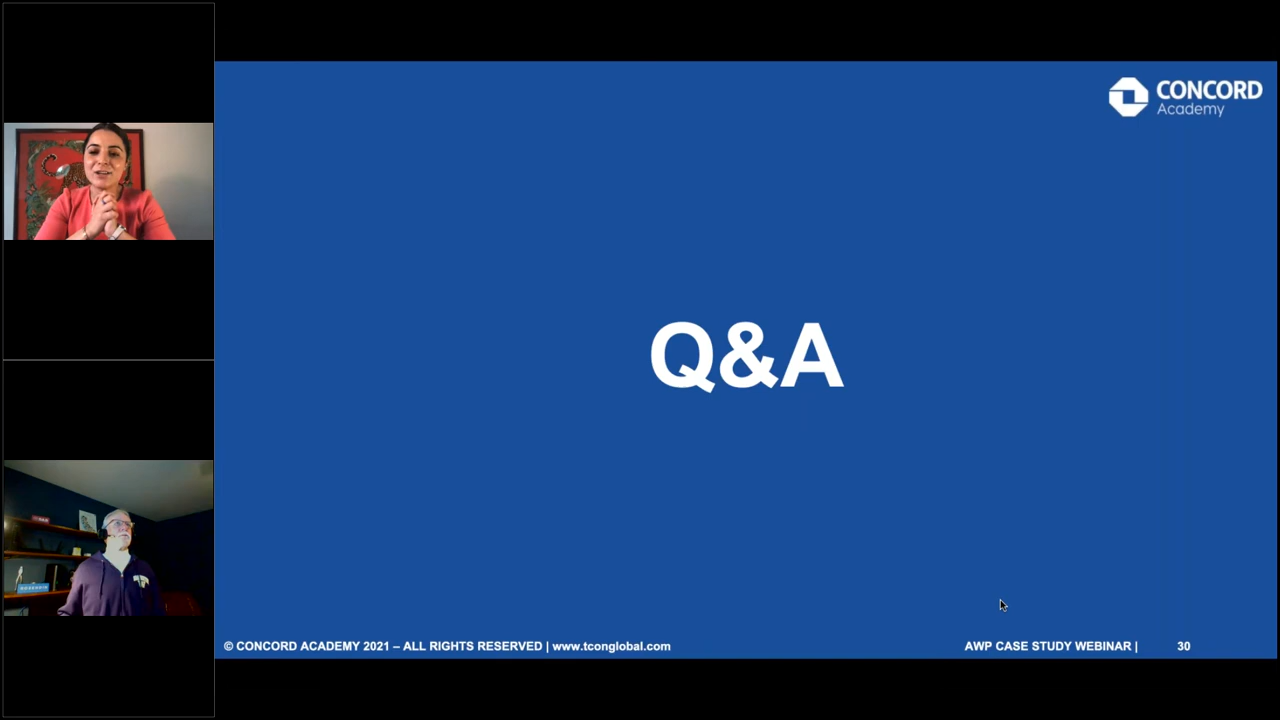 CONCORD
Academy
Q&A
© CONCORD ACADEMY 2021 – ALL RIGHTS RESERVED | www.tconglobal.com
AWP CASE STUDY WEBINAR | 30